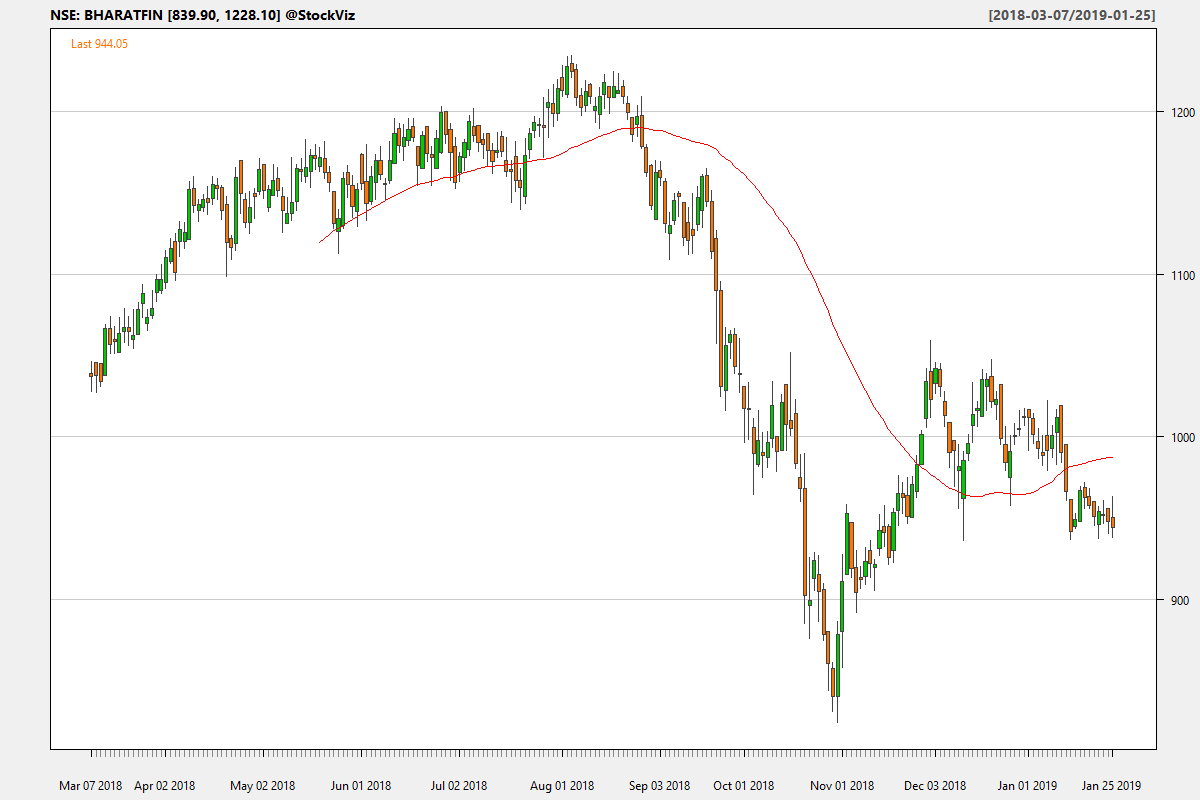 NSE: BHARATFIN [839.90, 1228.10] @StockViz
[2018-03-07/2019-01-25]
Last 944.05
1200
1100
1000
900
Mar 07 2018 Apr 02 2018 May 02 2018 Jun 01 2018 Jul 02 2018 Aug 01 2018 Sep 03 2018 Oct 01 2018 Nov 01 2018 Dec 03 2018 Jan 01 2019 Jan 25 2019